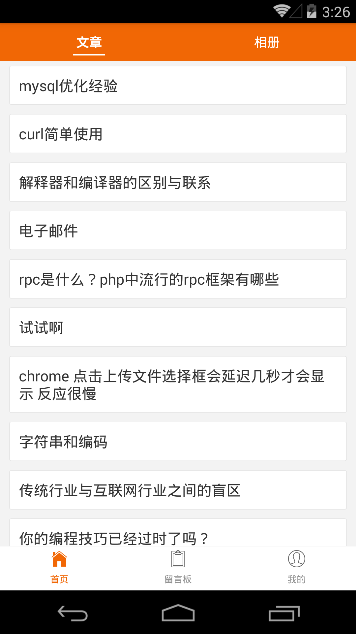 3:26
文章 相册
mysql优化经验
curl简单使用
解释器和编译器的区别与联系
电子邮件
rpc是什么？php中流行的rpc框架有哪些
试试啊
chrome 点击上传文件选择框会延迟几秒才会显
示 反应很慢
字符串和编码
传统行业与互联网行业之间的盲区
你的编程技巧已经过时了吗？
首页 留言板 我的